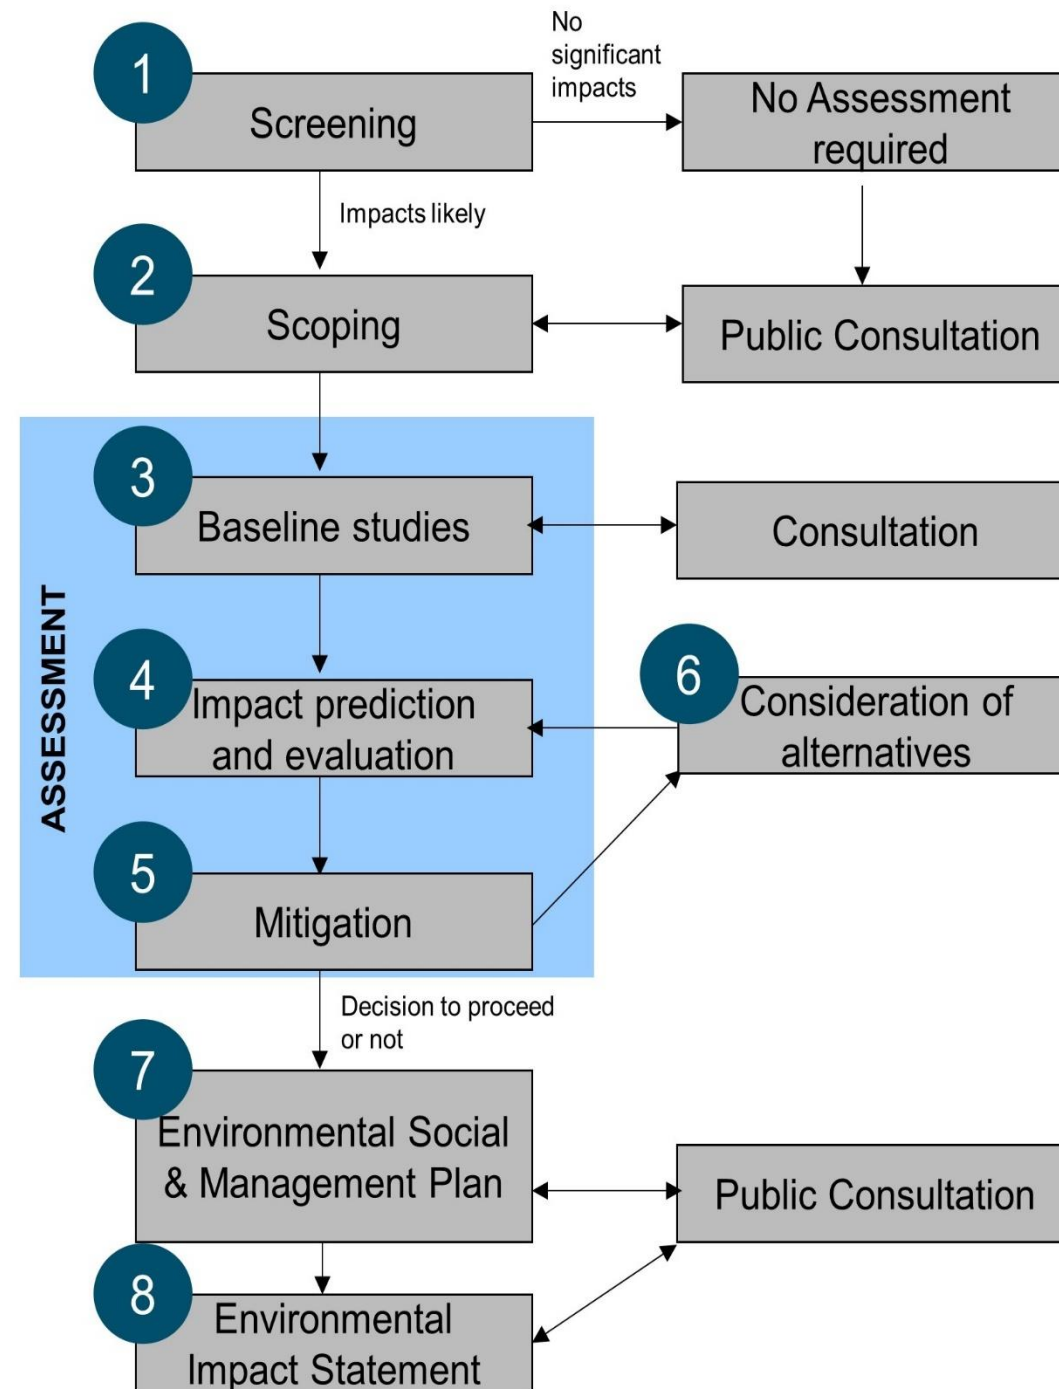 No
significant
impacts
1
Screening
No Assessment
required
Impacts likely
2
Scoping
Public Consultation
ASSESSMENT
3
Baseline studies
Consultation
4
Impact prediction
and evaluation
6
Consideration of
alternatives
5
Mitigation
Decision to proceed
or not
7
Environmental Social
& Management Plan
Public Consultation
8
Environmental
Impact Statement